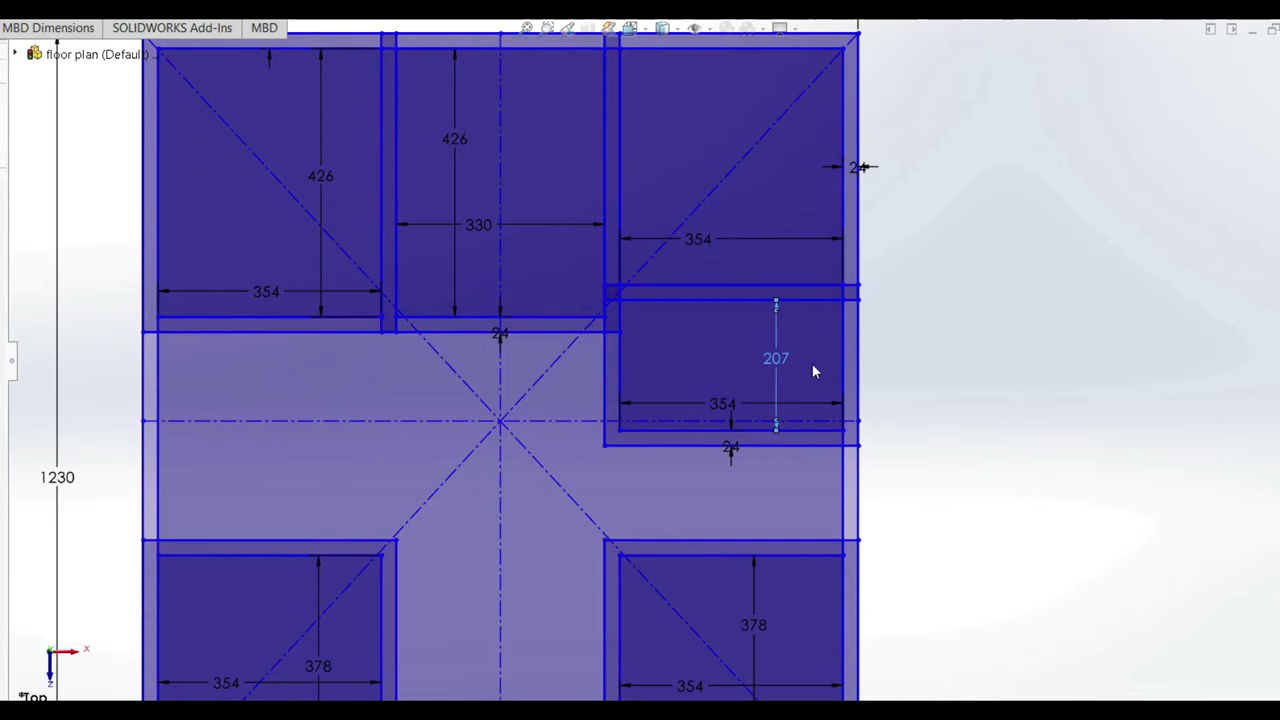 MBD Dimensions SOLIDWORKS Add-Ins MBD
floor plan (Default) ...
426
426
24
330
354
354
24
207
354
24
1230
378
378
354
354
X
Y
Z
*Top